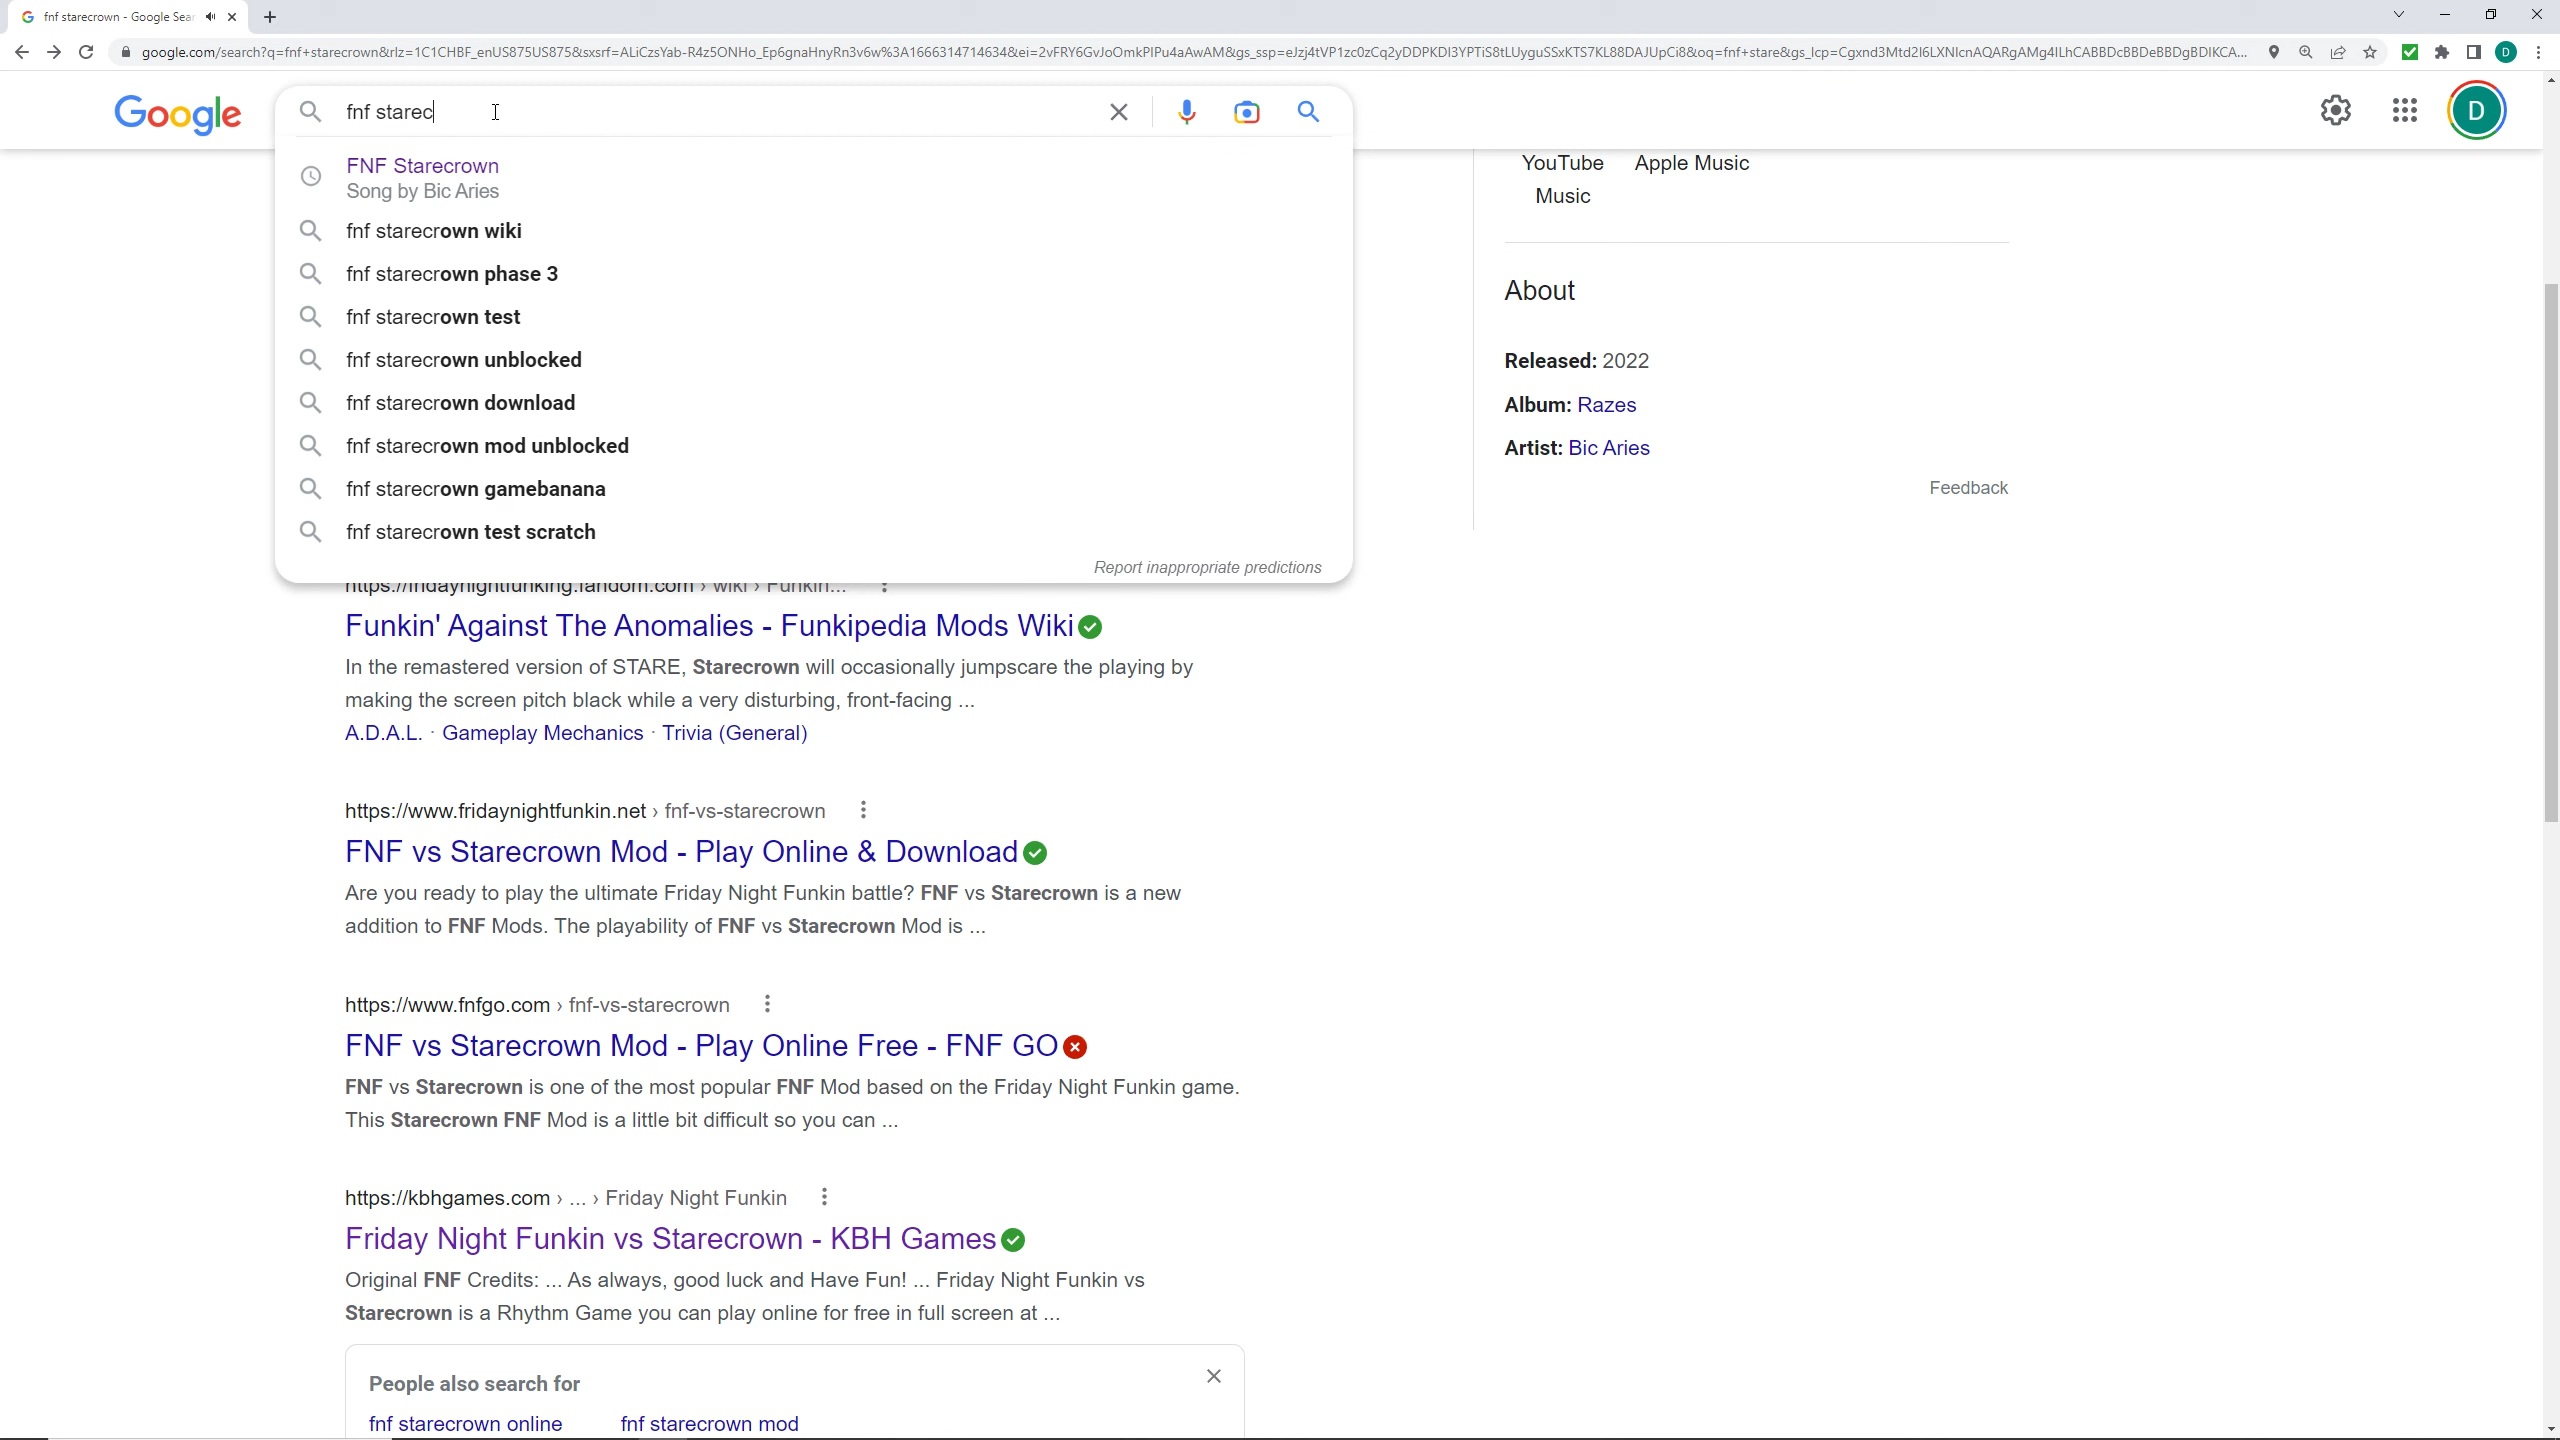 fnf starecrown - Google Sear
google.com/search?q=fnf+starecrown&rlz=1C1CHBF_enUS875US875&sxsrf=ALiCzsYab-R4z5ONHo_Ep6gnaHnyRn3v6w%3A1666314714634&ei=2vFRY6GvJoOmkPIPu4aAwAM&gs_ssp=eJzj4tVP1zc0zCq2yDDPKDI3YPTiS8tLUyguSSxKTS7KL88DAJUpCi8&oq=fnf+stare&gs_lcp=Cgxnd3Mtd2l6LXNlcnAQARgAMg4ILhCABBDcBBDeBBDgBDIKCA...
D
Google
fnf starec
D
FNF Starecrown
Song by Bic Aries
fnf starecrown wiki
fnf starecrown phase 3
fnf starecrown test
fnf starecrown unblocked
fnf starecrown download
fnf starecrown mod unblocked
fnf starecrown gamebanana
fnf starecrown test scratch
Report inappropriate predictions
YouTube Apple Music
Music
About
Released: 2022
Album: Razes
Artist: Bic Aries
Feedback
https://fridaynightfunking.fandom.com › wiki › Funkin...
Funkin' Against The Anomalies - Funkipedia Mods Wiki
In the remastered version of STARE, Starecrown will occasionally jumpscare the playing by
making the screen pitch black while a very disturbing, front-facing ...
A.D.A.L. · Gameplay Mechanics · Trivia (General)
https://www.fridaynightfunkin.net › fnf-vs-starecrown
FNF vs Starecrown Mod - Play Online & Download
Are you ready to play the ultimate Friday Night Funkin battle? FNF vs Starecrown is a new
addition to FNF Mods. The playability of FNF vs Starecrown Mod is ...
https://www.fnfgo.com › fnf-vs-starecrown
FNF vs Starecrown Mod - Play Online Free - FNF GO
FNF vs Starecrown is one of the most popular FNF Mod based on the Friday Night Funkin game.
This Starecrown FNF Mod is a little bit difficult so you can ...
https://kbhgames.com › ... › Friday Night Funkin
Friday Night Funkin vs Starecrown - KBH Games
Original FNF Credits: ... As always, good luck and Have Fun! ... Friday Night Funkin vs
Starecrown is a Rhythm Game you can play online for free in full screen at ...
People also search for
fnf starecrown online fnf starecrown mod